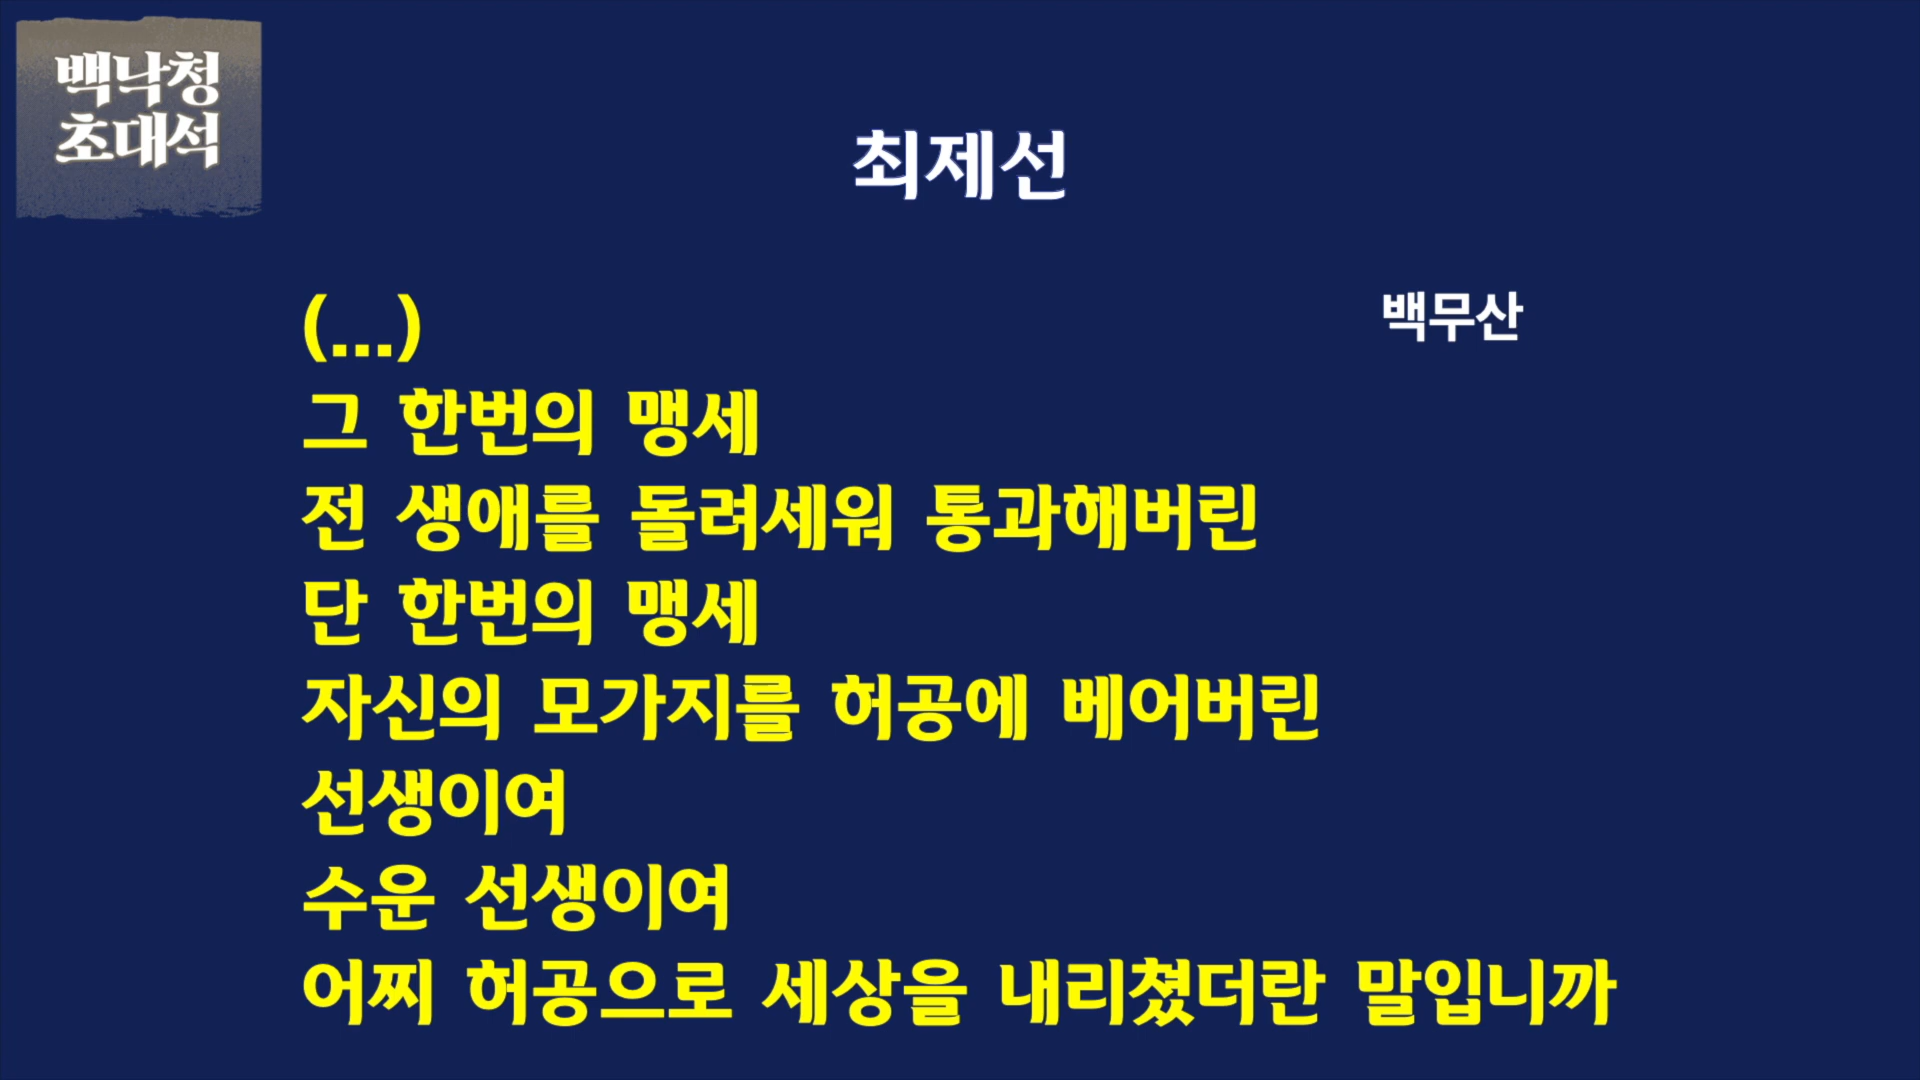 백낙청
초대석
최제선
백무산
(...)
그 한번의 맹세
전 생애를 돌려세워 통과해버린
단 한번의 맹세
자신의 모가지를 허공에 베어버린
선생이여
수운 선생이여
어찌 허공으로 세상을 내리쳤더란 말입니까